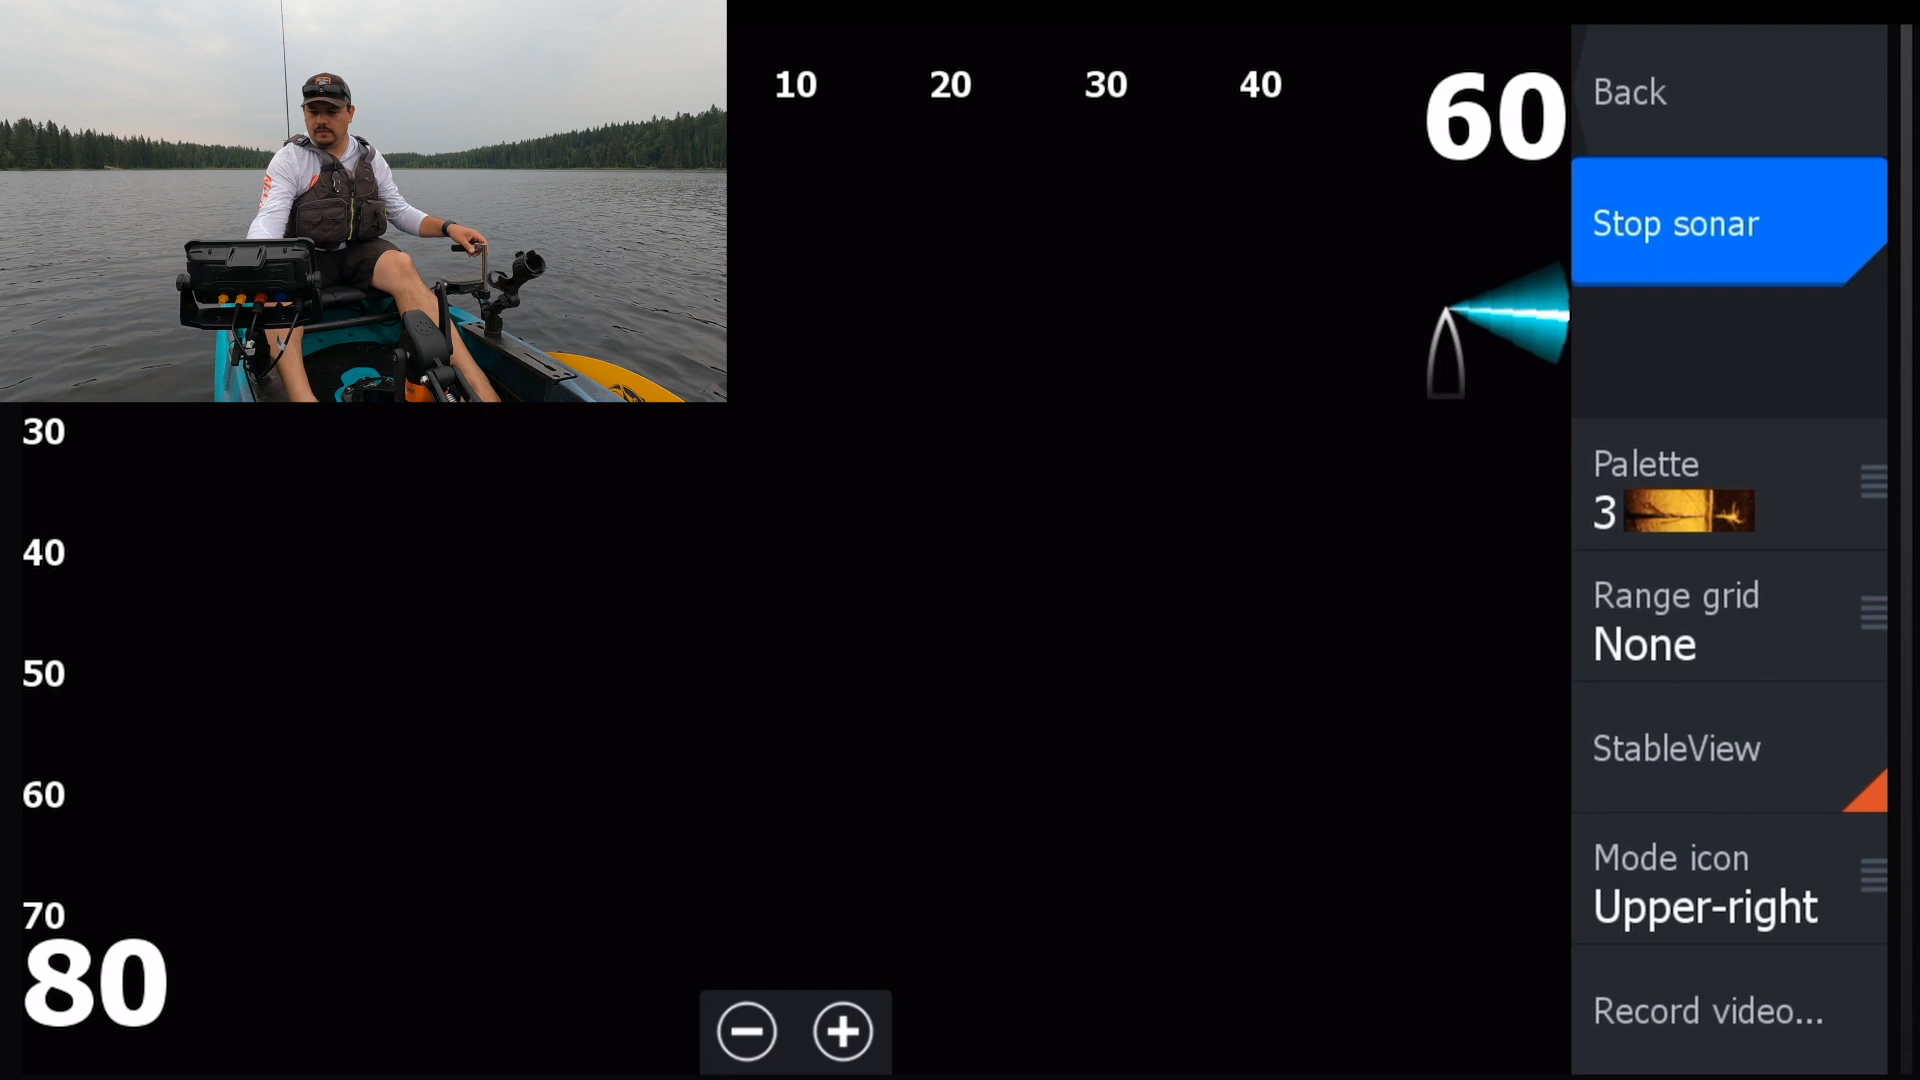 10 20 30 40 60
30
40
50
60
70
80
Back
Stop sonar
Palette
3
Range grid
None
StableView
Mode icon
Upper-right
Record video...